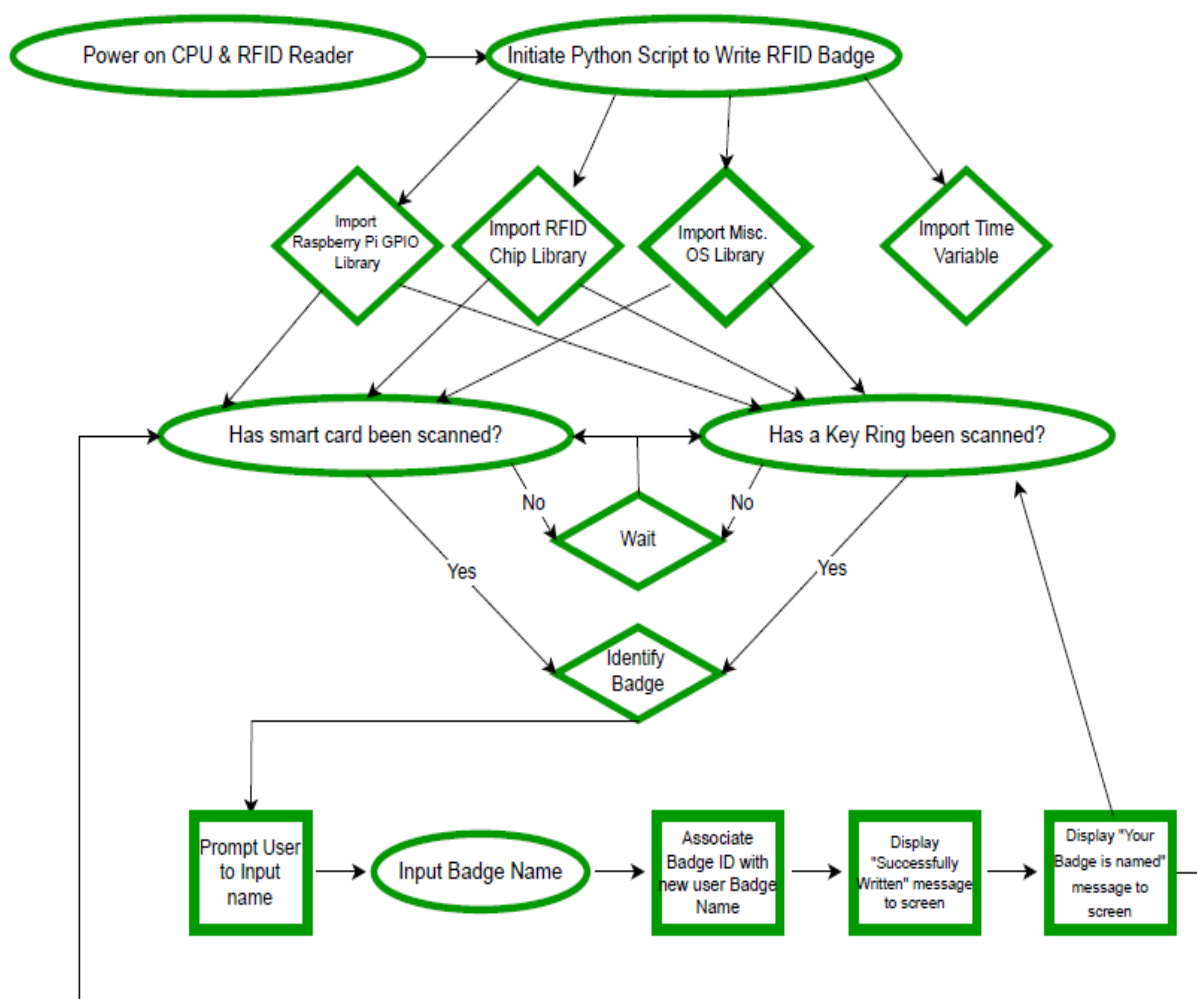 Power on CPU & RFID Reader
Initiate Python Script to Write RFID Badge
Import
Raspberry Pi GPIO
Library
Import RFID
Chip Library
Import Misc.
OS Library
Import Time
Variable
Has smart card been scanned?
Has a Key Ring been scanned?
No
No
Wait
Yes
Yes
Identify
Badge
Prompt User
to Input
name
Input Badge Name
Associate
Badge ID with
new user Badge
Name
Display
"Successfully
Written" message
to screen
Display "Your
Badge is named"
message to
screen